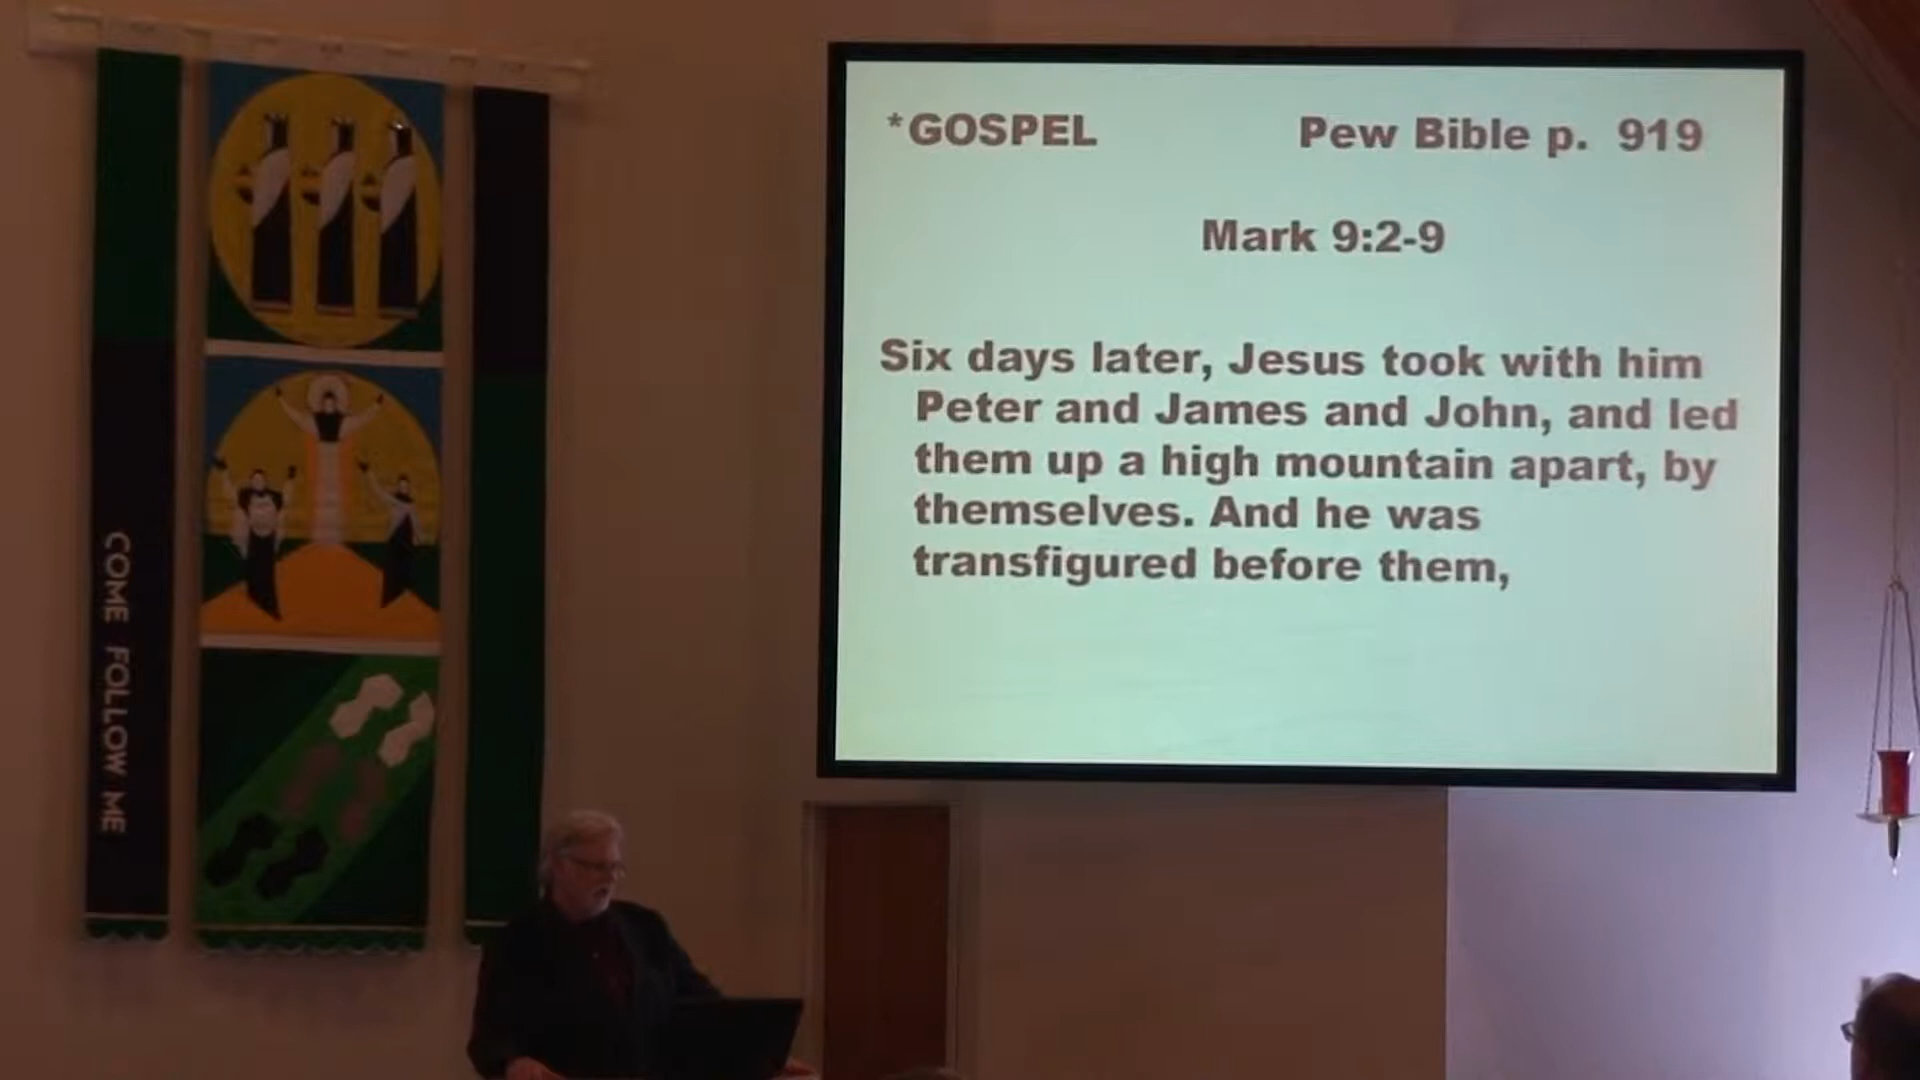 *GOSPEL Pew Bible p. 919
Mark 9:2-9
Six days later, Jesus took with him
Peter and James and John, and led
them up a high mountain apart, by
themselves. And he was
transfigured before them,
COME FOLLOW ME